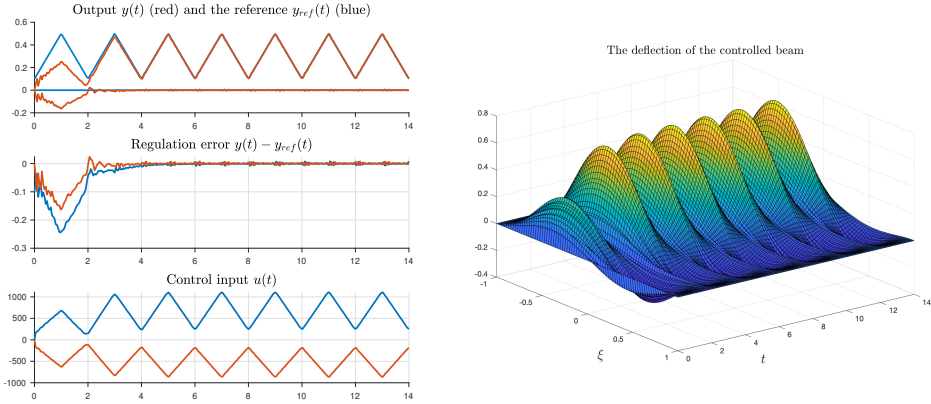 Output y(t) (red) and the reference y_ref(t) (blue)
0.6
0.4
0.2
0
-0.2
0 2 4 6 8 10 12 14
Regulation error y(t) − y_ref(t)
0
-0.1
-0.2
-0.3
0 2 4 6 8 10 12 14
Control input u(t)
1000
500
0
-500
-1000
0 2 4 6 8 10 12 14
The deflection of the controlled beam
0.8
0.6
0.4
0.2
0
-0.2
-0.4
-1
-0.5
0
0.5
1
ξ
0 2 4 6 8 10 12 14
t